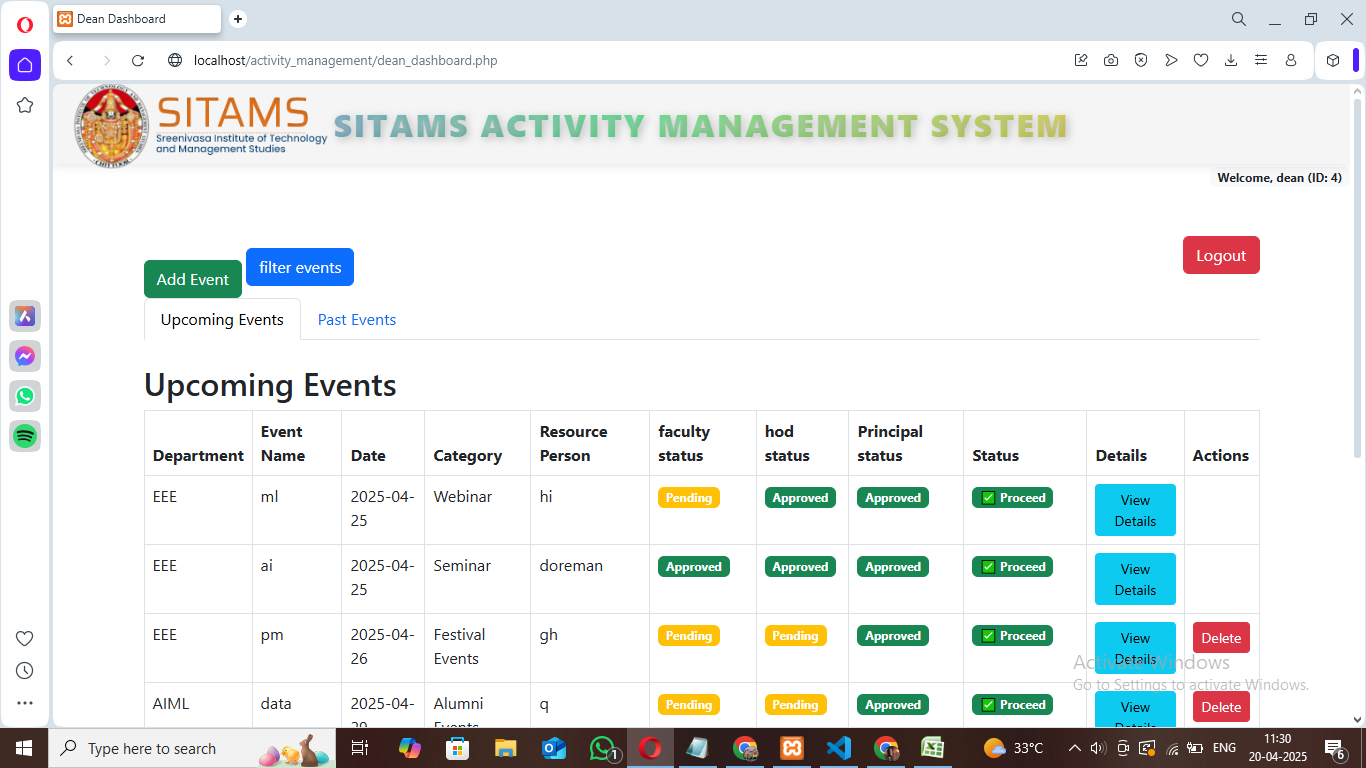 Dean Dashboard
localhost/activity_management/dean_dashboard.php
SITAMS
Sreenivasa Institute of Technology
and Management Studies
SITAMS ACTIVITY MANAGEMENT SYSTEM
Welcome, dean (ID: 4)
Add Event
filter events
Logout
Upcoming Events
Past Events
Upcoming Events
Department Event Name Date Category Resource Person faculty status hod status Principal status Status Details Actions
EEE ml 2025-04-25 Webinar hi Pending Approved Approved ✅ Proceed View Details
EEE ai 2025-04-25 Seminar doreman Approved Approved Approved ✅ Proceed View Details
EEE pm 2025-04-26 Festival Events gh Pending Pending Approved ✅ Proceed View Details Delete
AIML data 2025-04-29 Alumni Events q Pending Pending Approved ✅ Proceed View Details Delete
Activate Windows
Go to Settings to activate Windows.
Type here to search
1
33°C
ENG
11:30
20-04-2025
6